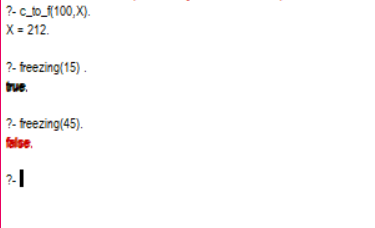 ?- c_to_f(100,X).
X = 212.
?- freezing(15) .
true.
?- freezing(45).
false.
?-